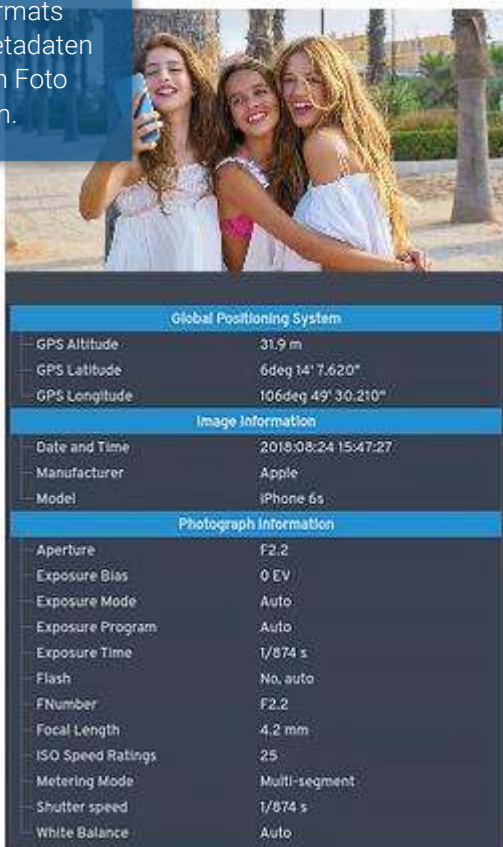 rmats
etadaten
n Foto
n.
Global Positioning System
GPS Altitude 31.9 m
GPS Latitude 6deg 14' 7.620"
GPS Longitude 106deg 49' 30.210"
Image Information
Date and Time 2018:08:24 15:47:27
Manufacturer Apple
Model iPhone 6s
Photograph Information
Aperture F2.2
Exposure Bias 0 EV
Exposure Mode Auto
Exposure Program Auto
Exposure Time 1/874 s
Flash No, auto
FNumber F2.2
Focal Length 4.2 mm
ISO Speed Ratings 25
Metering Mode Multi-segment
Shutter speed 1/874 s
White Balance Auto